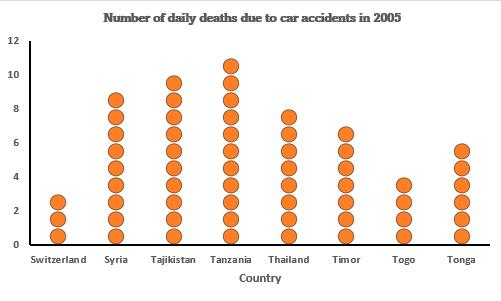 Number of daily deaths due to car accidents in 2005
12
10
8
6
4
2
0
Switzerland Syria Tajikistan Tanzania Thailand Timor Togo Tonga
Country